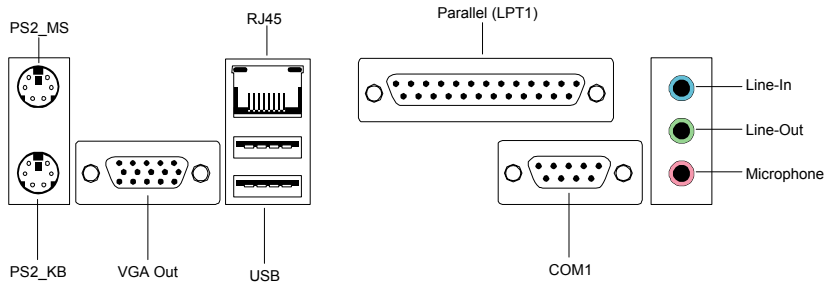 PS2_MS
RJ45
Parallel (LPT1)
Line-In
Line-Out
Microphone
PS2_KB
VGA Out
USB
COM1